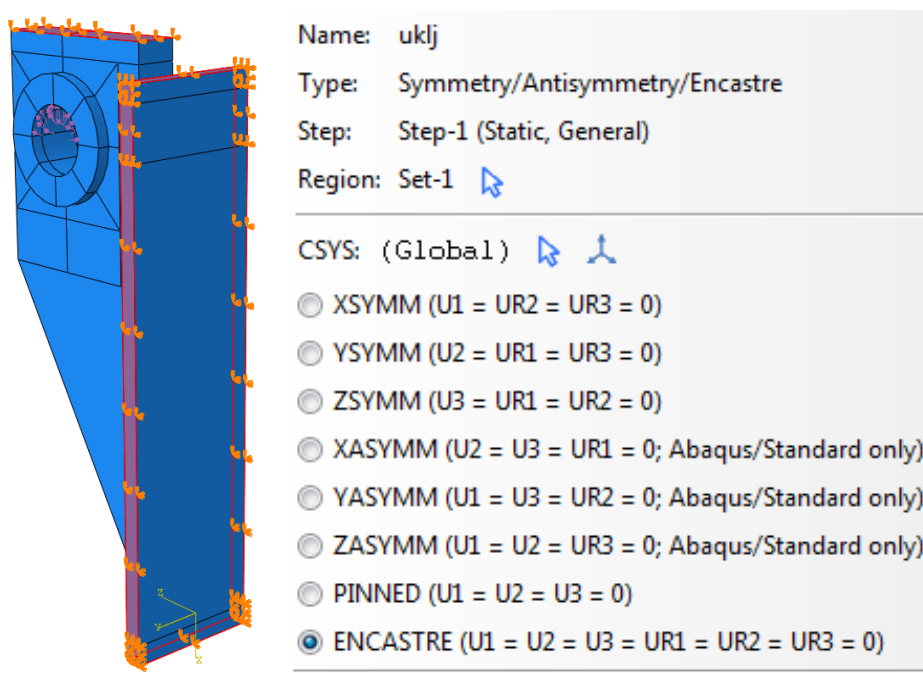 Name: uklj
Type: Symmetry/Antisymmetry/Encastre
Step: Step-1 (Static, General)
Region: Set-1
CSYS: (Global)
XSYMM (U1 = UR2 = UR3 = 0)
YSYMM (U2 = UR1 = UR3 = 0)
ZSYMM (U3 = UR1 = UR2 = 0)
XASYMM (U2 = U3 = UR1 = 0; Abaqus/Standard only)
YASYMM (U1 = U3 = UR2 = 0; Abaqus/Standard only)
ZASYMM (U1 = U2 = UR3 = 0; Abaqus/Standard only)
PINNED (U1 = U2 = U3 = 0)
ENCASTRE (U1 = U2 = U3 = UR1 = UR2 = UR3 = 0)
Z
Y
X